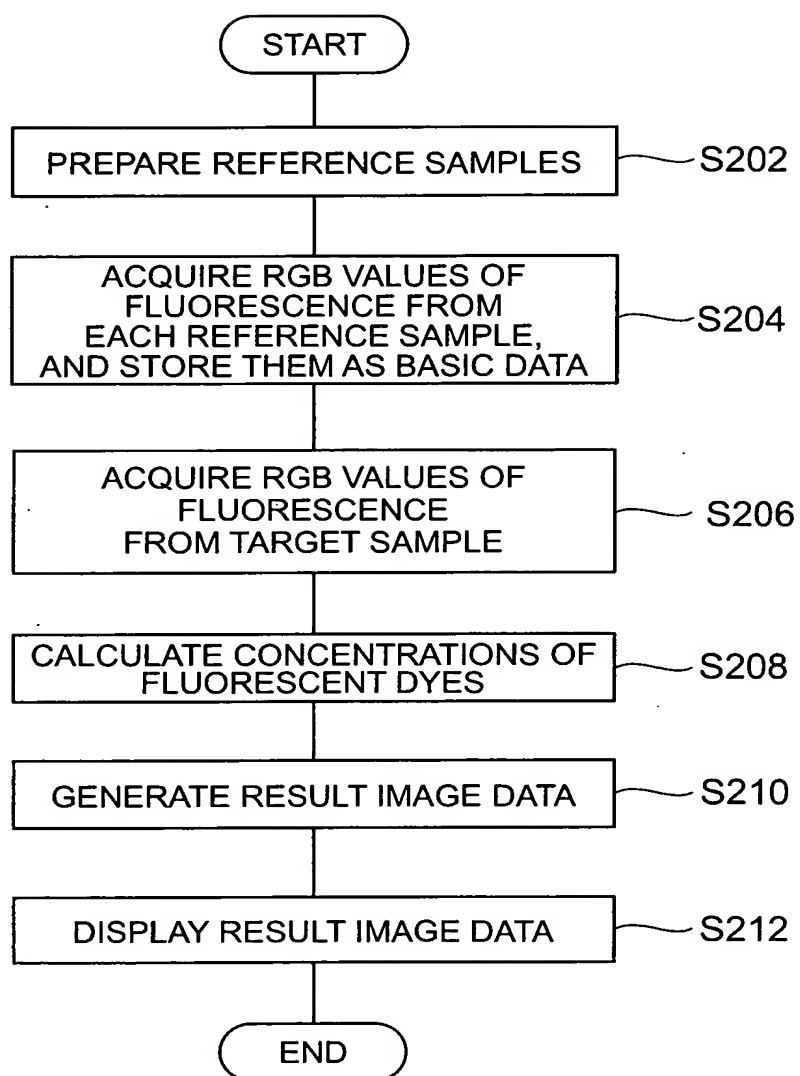 START
PREPARE REFERENCE SAMPLES
S202
ACQUIRE RGB VALUES OF
FLUORESCENCE FROM
EACH REFERENCE SAMPLE,
AND STORE THEM AS BASIC DATA
S204
ACQUIRE RGB VALUES OF
FLUORESCENCE
FROM TARGET SAMPLE
S206
CALCULATE CONCENTRATIONS OF
FLUORESCENT DYES
S208
GENERATE RESULT IMAGE DATA
S210
DISPLAY RESULT IMAGE DATA
S212
END